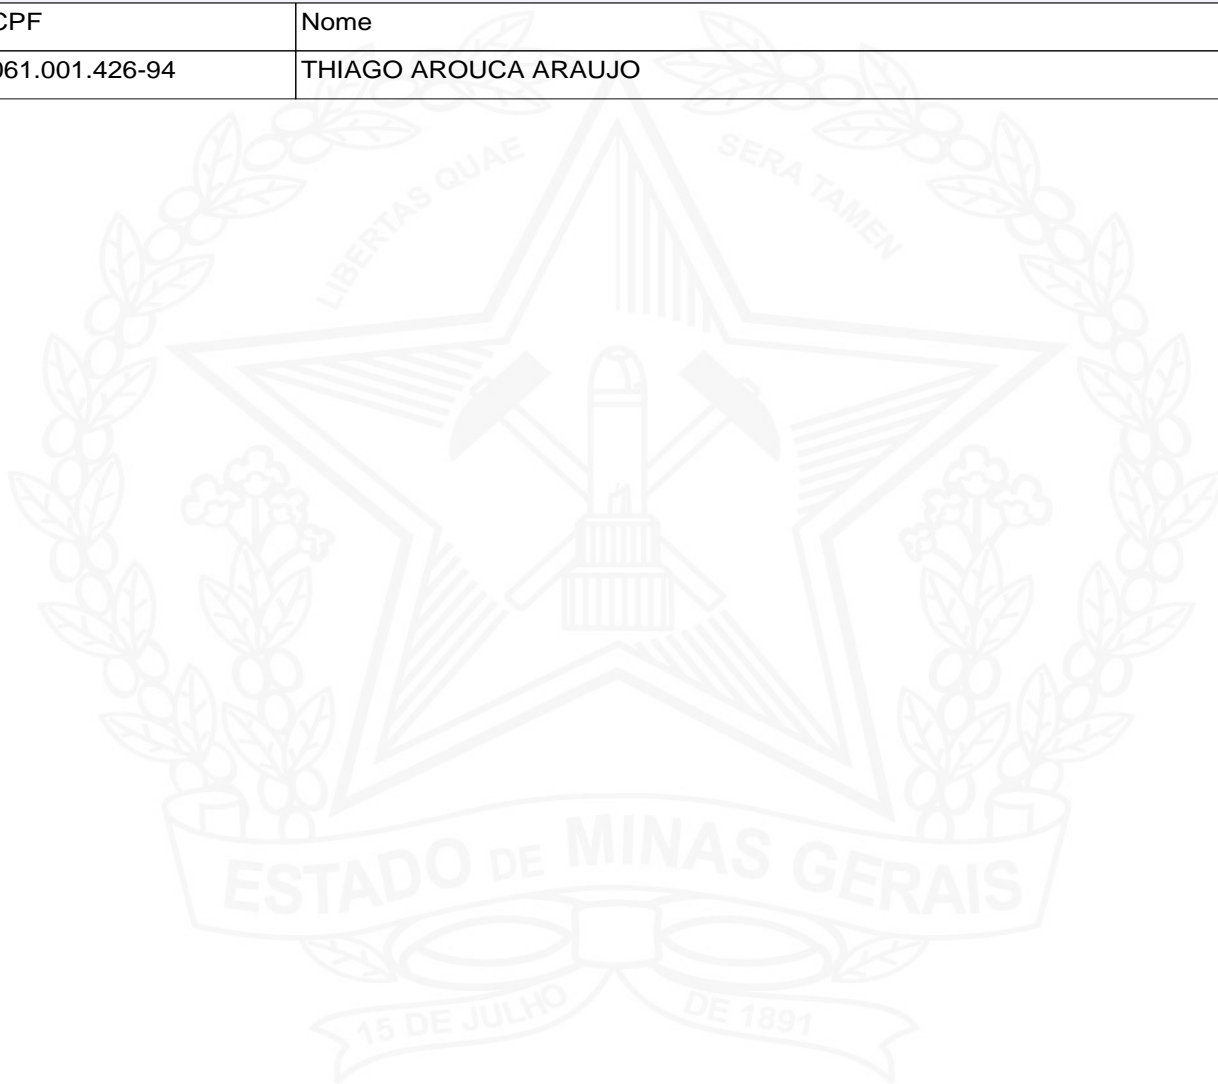 CPF Nome
061.001.426-94 THIAGO AROUCA ARAUJO
LIBERTAS QUAE SERA TAMEN
ESTADO DE MINAS GERAIS
15 DE JULHO DE 1891